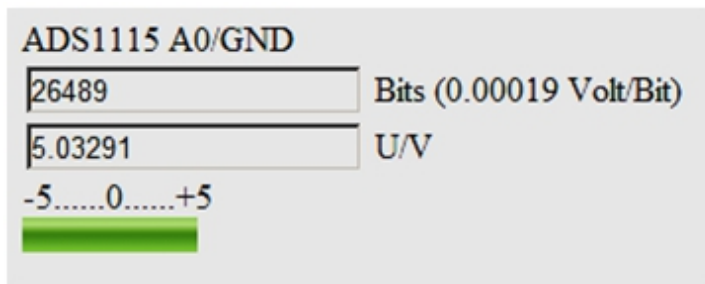 ADS1115 A0/GND
26489 Bits (0.00019 Volt/Bit)
5.03291 U/V
-5......0......+5